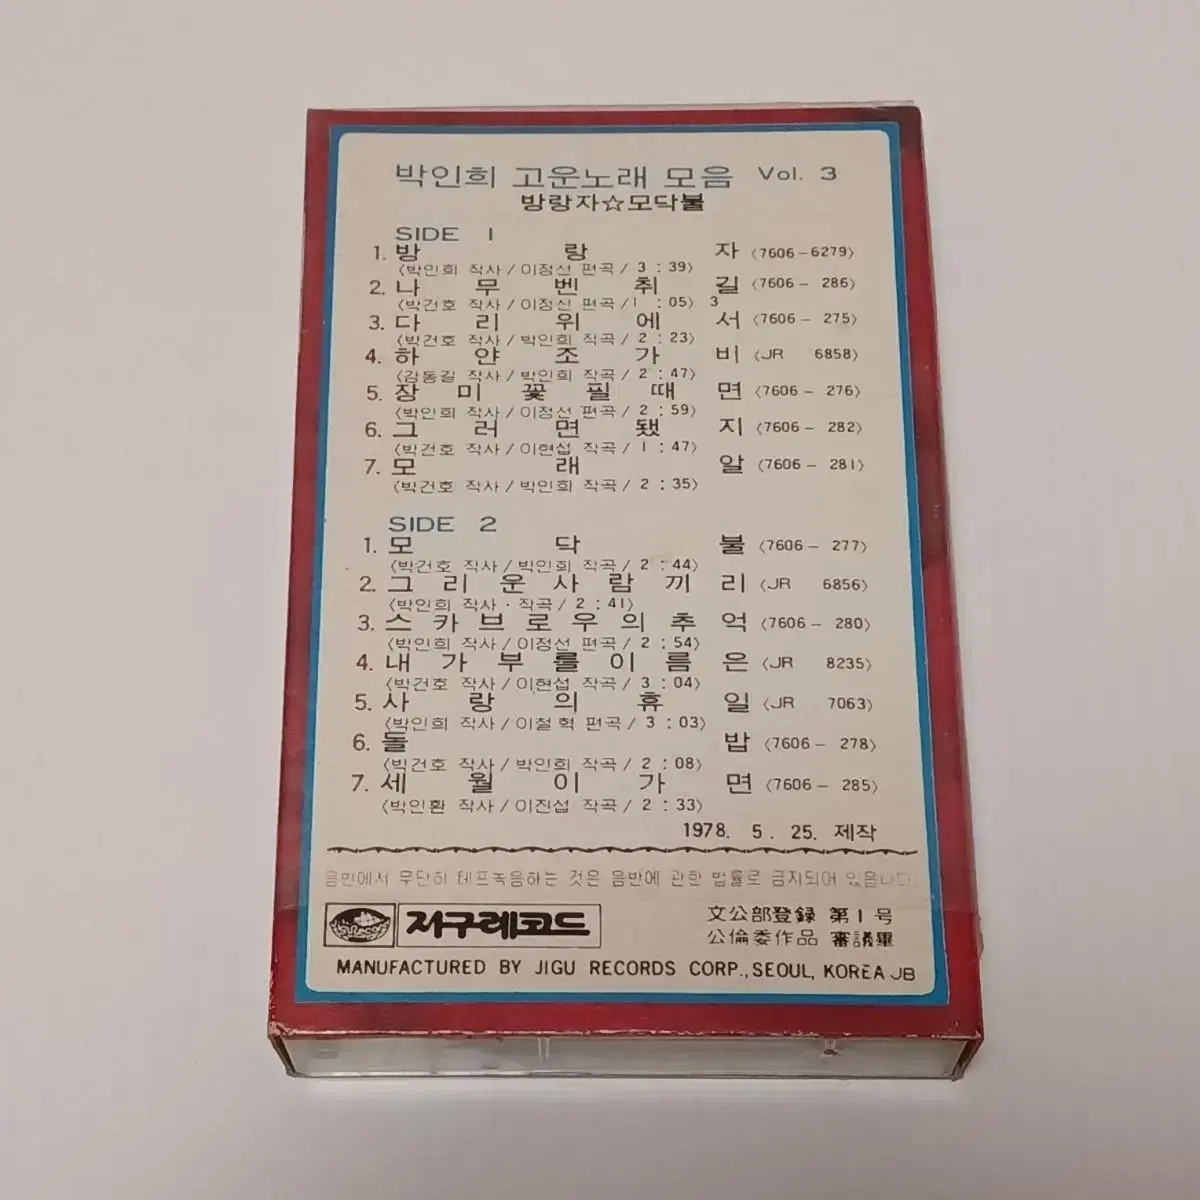 박인희 고운노래 모음 Vol. 3
방랑자☆모닥불
SIDE 1
1. 방랑자 〈7606-6279〉
〈박인희 작사/이정선 편곡/3:39〉
2. 나무벤취길 〈7606-286〉
〈박건호 작사/이정선 편곡/1:05〉 3
3. 다리위에서 〈7606-275〉
〈박건호 작사/박인희 작곡/2:23〉
4. 하얀조가비 〈JR 6858〉
〈김동길 작사/박인희 작곡/2:47〉
5. 장미꽃필때면 〈7606-276〉
〈박인희 작사/이정선 편곡/2:59〉
6. 그러면됐지 〈7606-282〉
〈박건호 작사/이현섭 작곡/1:47〉
7. 모래알 〈7606-281〉
〈박건호 작사/박인희 작곡/2:35〉
SIDE 2
1. 모닥불 〈7606-277〉
〈박건호 작사/박인희 작곡/2:44〉
2. 그리운사람끼리 〈JR 6856〉
〈박인희 작사·작곡/2:41〉
3. 스카브로우의추억 〈7606-280〉
〈박인희 작사/이정선 편곡/2:54〉
4. 내가부를이름은 〈JR 8235〉
〈박건호 작사/이현섭 작곡/3:04〉
5. 사랑의휴일 〈JR 7063〉
〈박인희 작사/이철혁 편곡/3:03〉
6. 돌밥 〈7606-278〉
〈박건호 작사/박인희 작곡/2:08〉
7. 세월이가면 〈7606-285〉
〈박인환 작사/이진섭 작곡/2:33〉
1978. 5. 25. 제작
음반에서 무단히 테프녹음하는 것은 음반에 관한 법률로 금지되어 있읍니다.
지구레코드
文公部登録 第1号
公倫委作品 審議畢
MANUFACTURED BY JIGU RECORDS CORP., SEOUL, KOREA JB